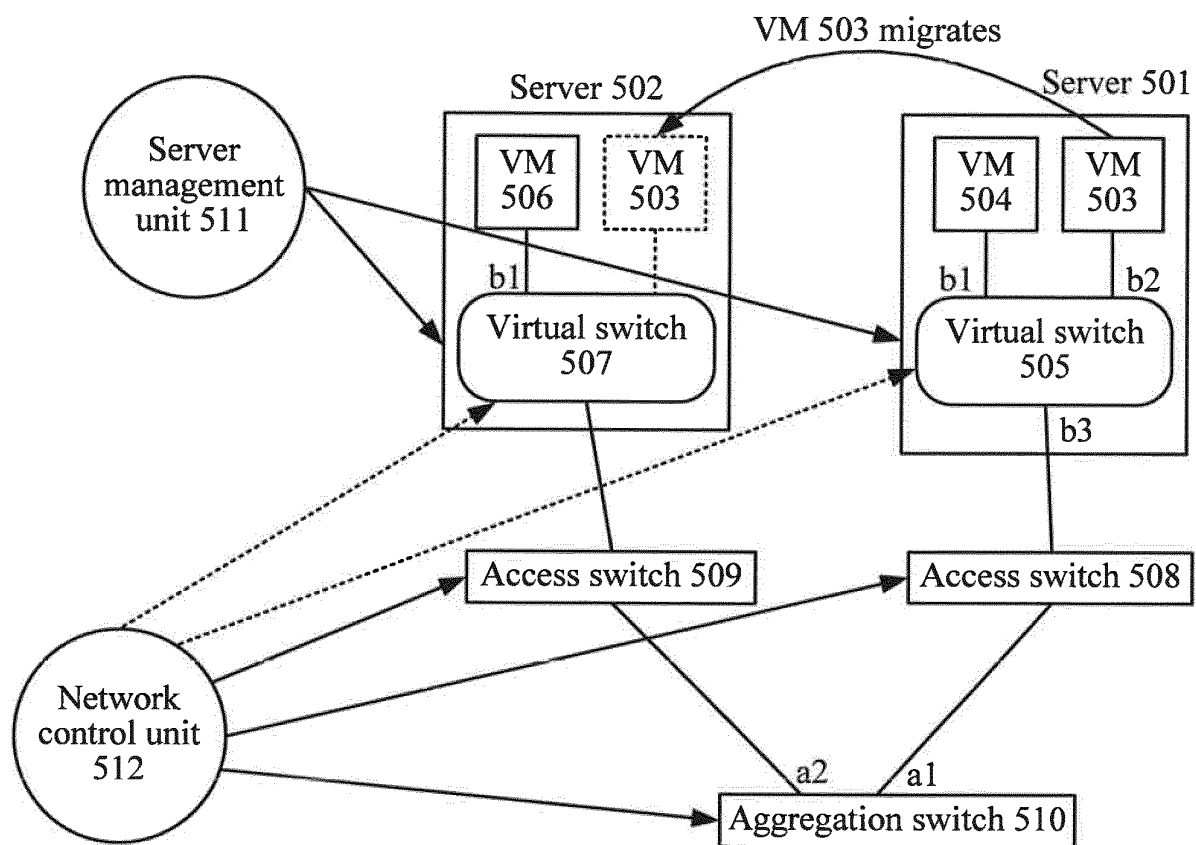 VM 503 migrates
Server 502
Server 501
Server
management
unit 511
VM
506
VM
503
VM
504
VM
503
b1
b1
b2
Virtual switch
507
Virtual switch
505
b3
Access switch 509
Access switch 508
Network
control unit
512
a2
a1
Aggregation switch 510